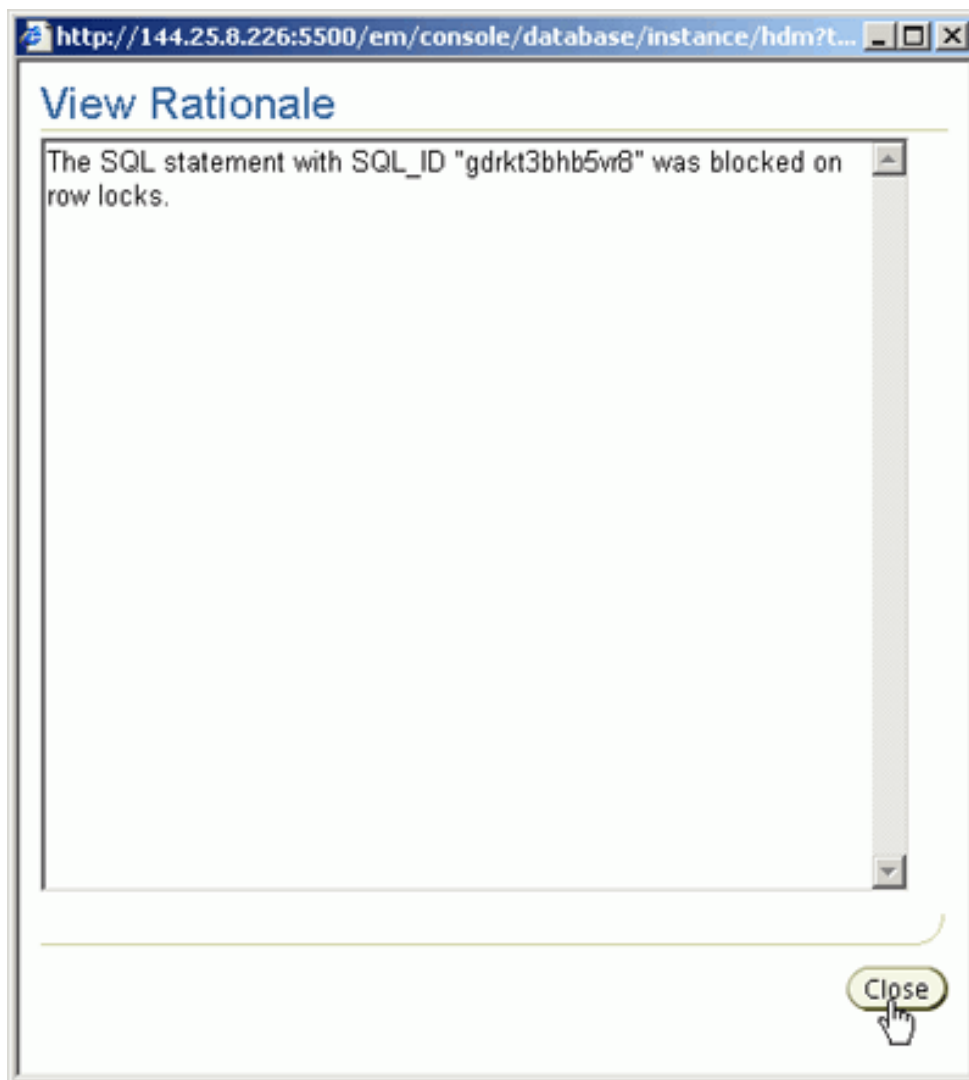 http://144.25.8.226:5500/em/console/database/instance/hdm?t...
View Rationale
The SQL statement with SQL_ID "gdrkt3bhb5vr8" was blocked on
row locks.
Close